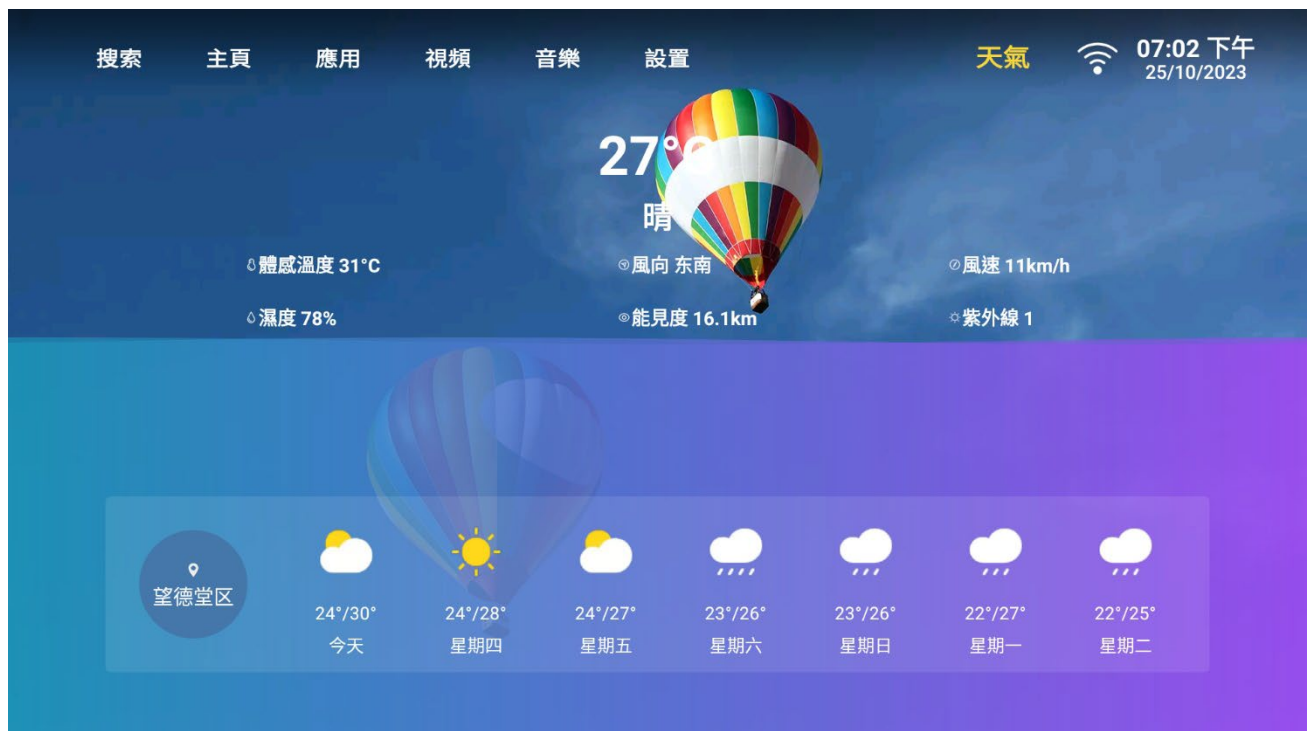 搜索 主頁 應用 視頻 音樂 設置 天氣 07:02 下午
25/10/2023
27°C
晴
體感溫度 31°C 風向 东南 風速 11km/h
濕度 78% 能見度 16.1km 紫外線 1
望德堂区
24°/30° 24°/28° 24°/27° 23°/26° 23°/26° 22°/27° 22°/25°
今天 星期四 星期五 星期六 星期日 星期一 星期二